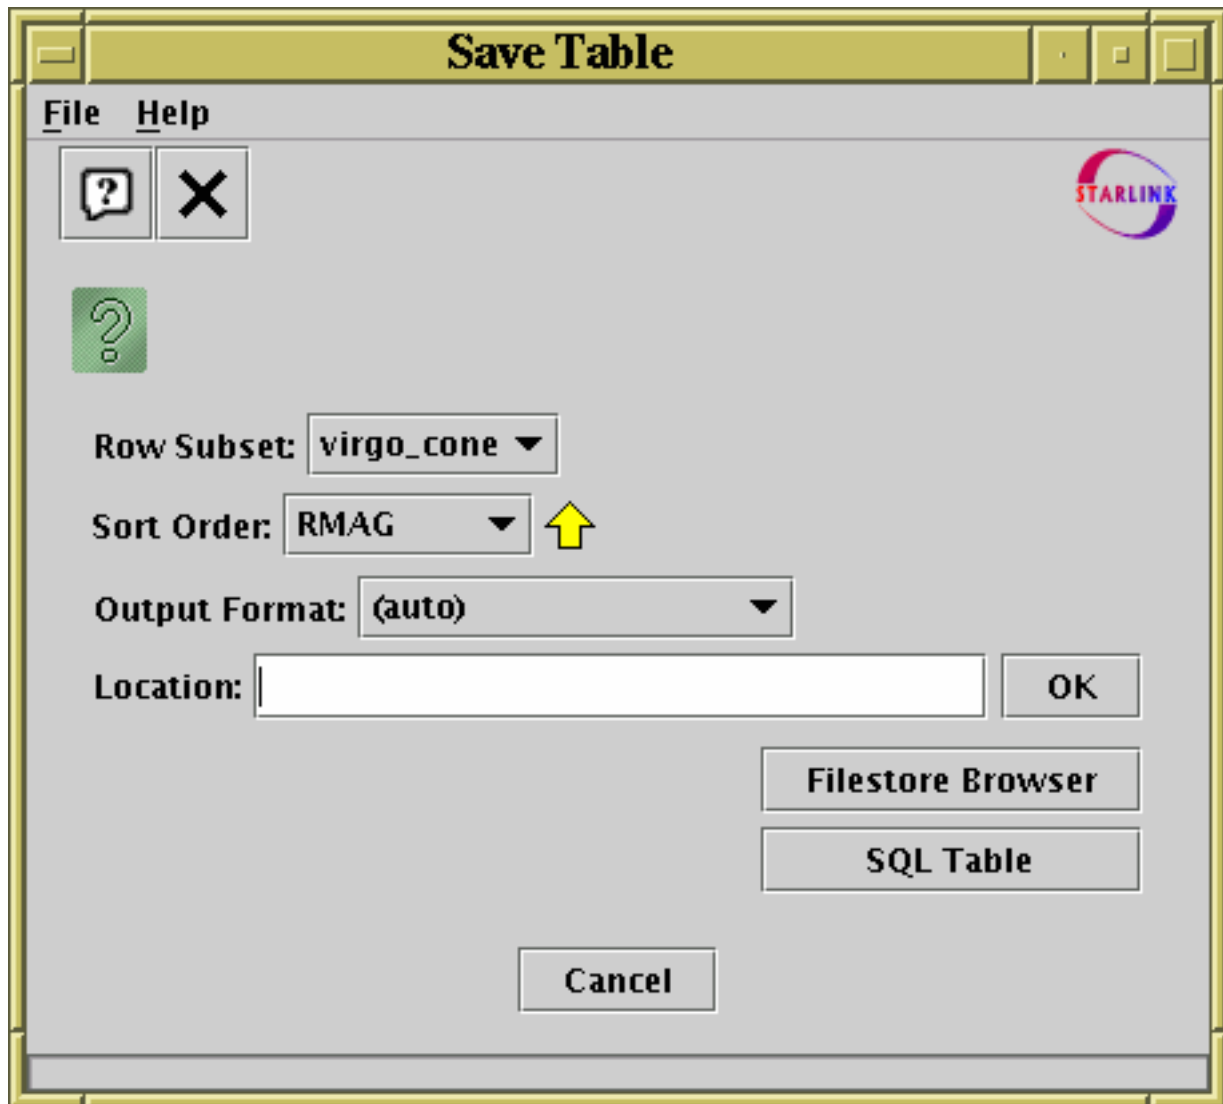 Save Table
File Help
STARLINK
Row Subset: virgo_cone
Sort Order: RMAG
Output Format: (auto)
Location: OK
Filestore Browser
SQL Table
Cancel